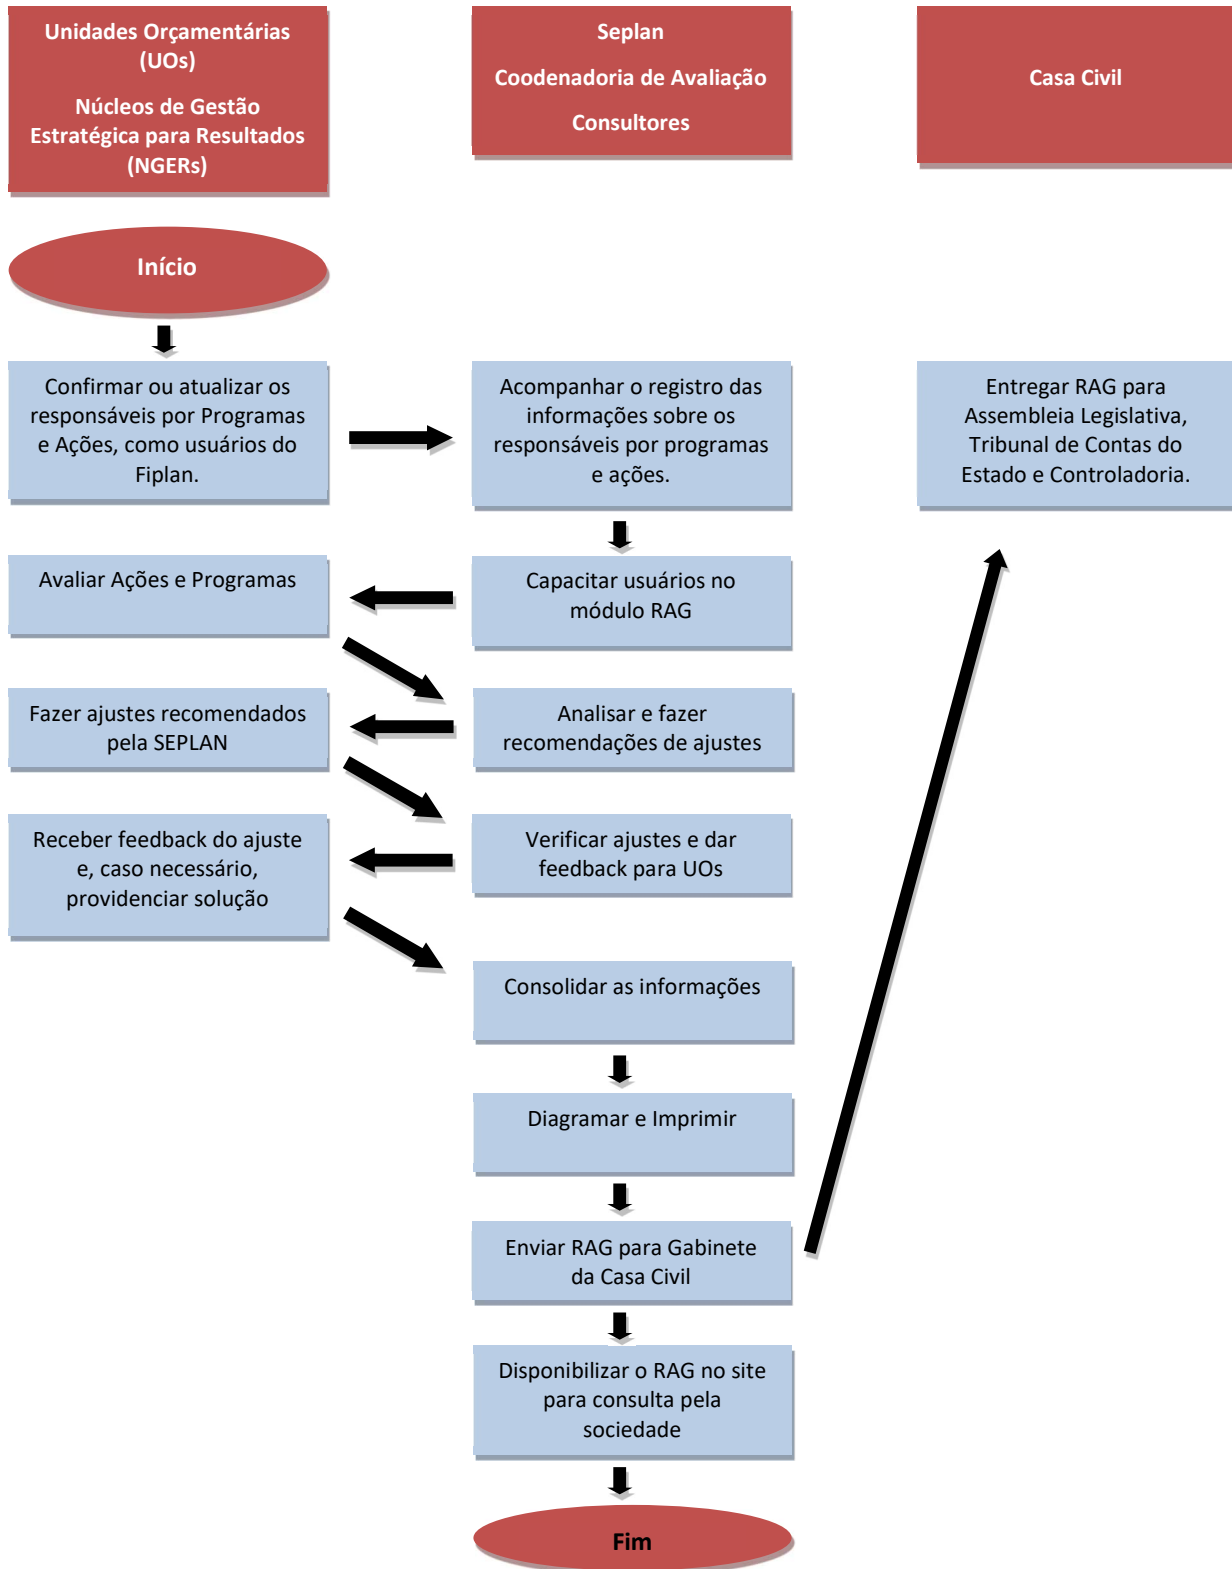 Unidades Orçamentárias
(UOs)
Núcleos de Gestão
Estratégica para Resultados
(NGERs)
Seplan
Coodenadoria de Avaliação
Consultores
Casa Civil
Início
Confirmar ou atualizar os
responsáveis por Programas
e Ações, como usuários do
Fiplan.
Acompanhar o registro das
informações sobre os
responsáveis por programas
e ações.
Entregar RAG para
Assembleia Legislativa,
Tribunal de Contas do
Estado e Controladoria.
Avaliar Ações e Programas
Capacitar usuários no
módulo RAG
Fazer ajustes recomendados
pela SEPLAN
Analisar e fazer
recomendações de ajustes
Receber feedback do ajuste
e, caso necessário,
providenciar solução
Verificar ajustes e dar
feedback para UOs
Consolidar as informações
Diagramar e Imprimir
Enviar RAG para Gabinete
da Casa Civil
Disponibilizar o RAG no site
para consulta pela
sociedade
Fim